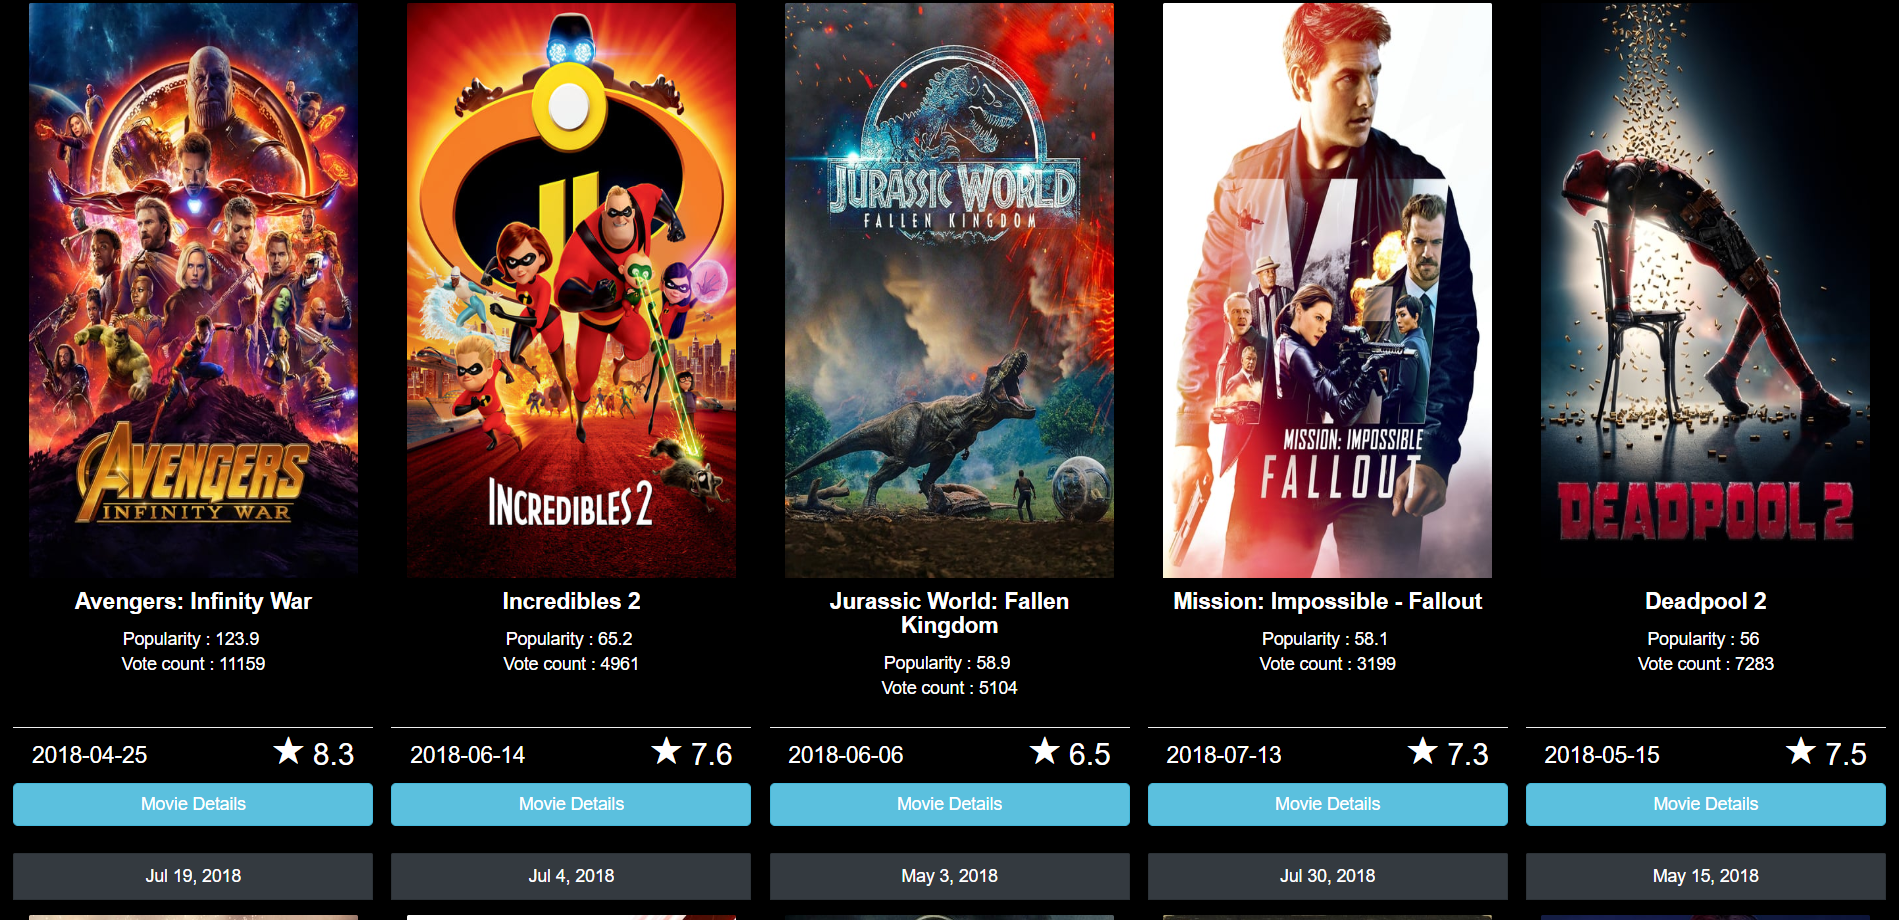 AVENGERS
INFINITY WAR
INCREDIBLES 2
JURASSIC WORLD
FALLEN KINGDOM
MISSION: IMPOSSIBLE
FALLOUT
DEADPOOL 2
Avengers: Infinity War
Popularity : 123.9
Vote count : 11159
2018-04-25 ★ 8.3
Movie Details
Jul 19, 2018
Incredibles 2
Popularity : 65.2
Vote count : 4961
2018-06-14 ★ 7.6
Movie Details
Jul 4, 2018
Jurassic World: Fallen
Kingdom
Popularity : 58.9
Vote count : 5104
2018-06-06 ★ 6.5
Movie Details
May 3, 2018
Mission: Impossible - Fallout
Popularity : 58.1
Vote count : 3199
2018-07-13 ★ 7.3
Movie Details
Jul 30, 2018
Deadpool 2
Popularity : 56
Vote count : 7283
2018-05-15 ★ 7.5
Movie Details
May 15, 2018